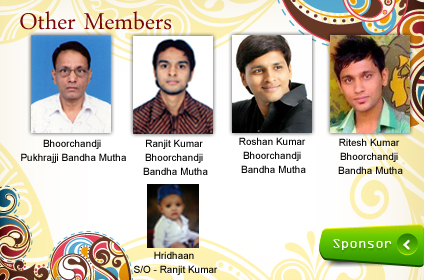 Other Members
Bhoorchandji
Pukhrajji Bandha Mutha
Ranjit Kumar
Bhoorchandji
Bandha Mutha
Roshan Kumar
Bhoorchandji
Bandha Mutha
Ritesh Kumar
Bhoorchandji
Bandha Mutha
Hridhaan
S/O - Ranjit Kumar
Sponsor